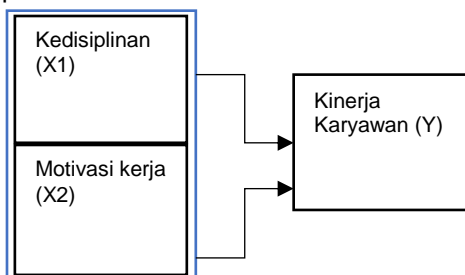 Kedisiplinan
(X1)
Kinerja
Karyawan (Y)
Motivasi kerja
(X2)